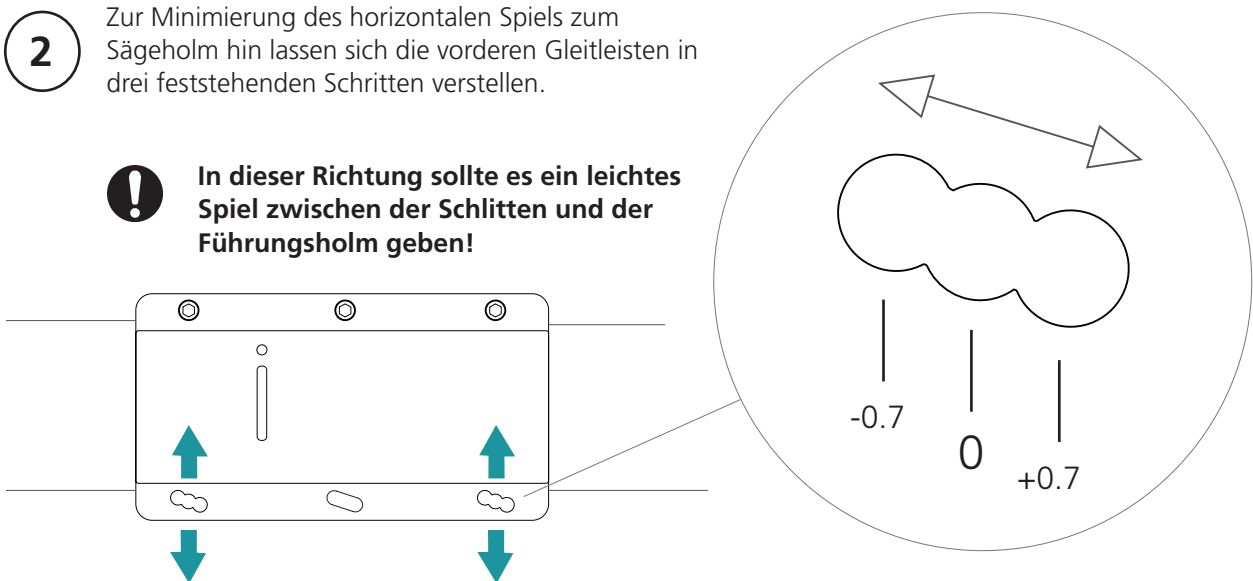 2
Zur Minimierung des horizontalen Spiels zum
Sägeholm hin lassen sich die vorderen Gleitleisten in
drei feststehenden Schritten verstellen.
In dieser Richtung sollte es ein leichtes
Spiel zwischen der Schlitten und der
Führungsholm geben!
-0.7
0
+0.7